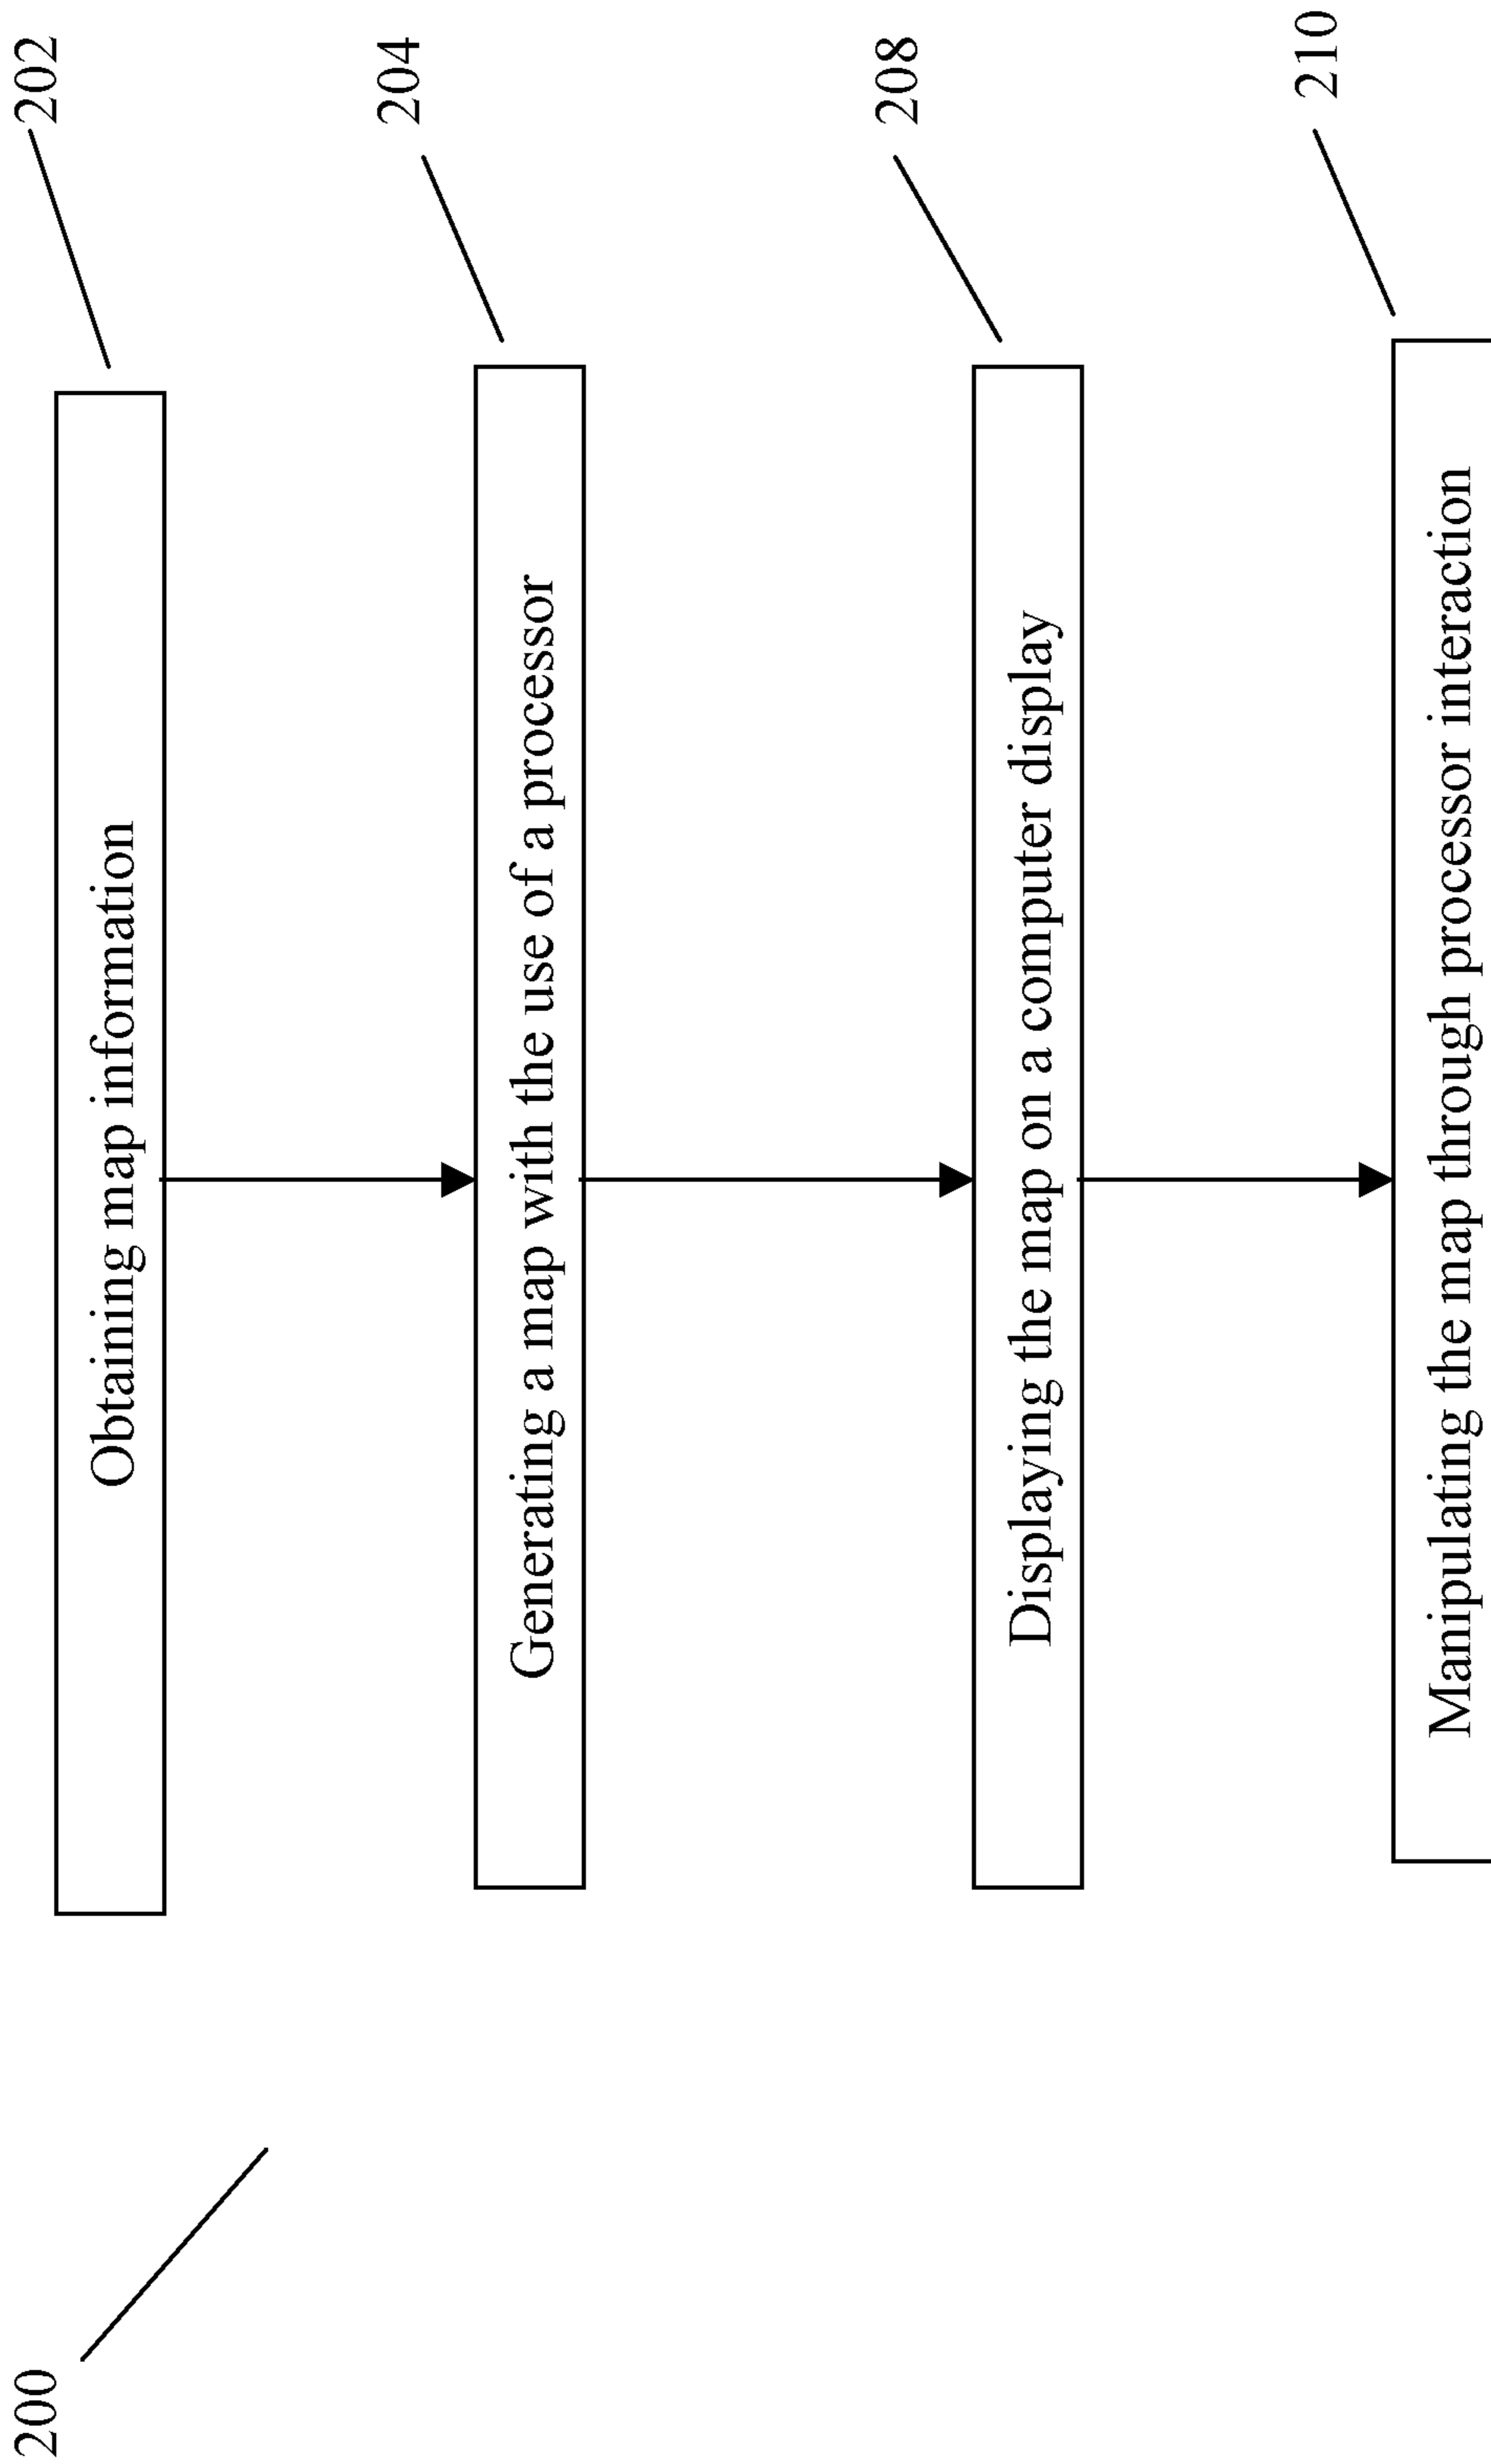 200
202
Obtaining map information
204
Generating a map with the use of a processor
208
Displaying the map on a computer display
210
Manipulating the map through processor interaction